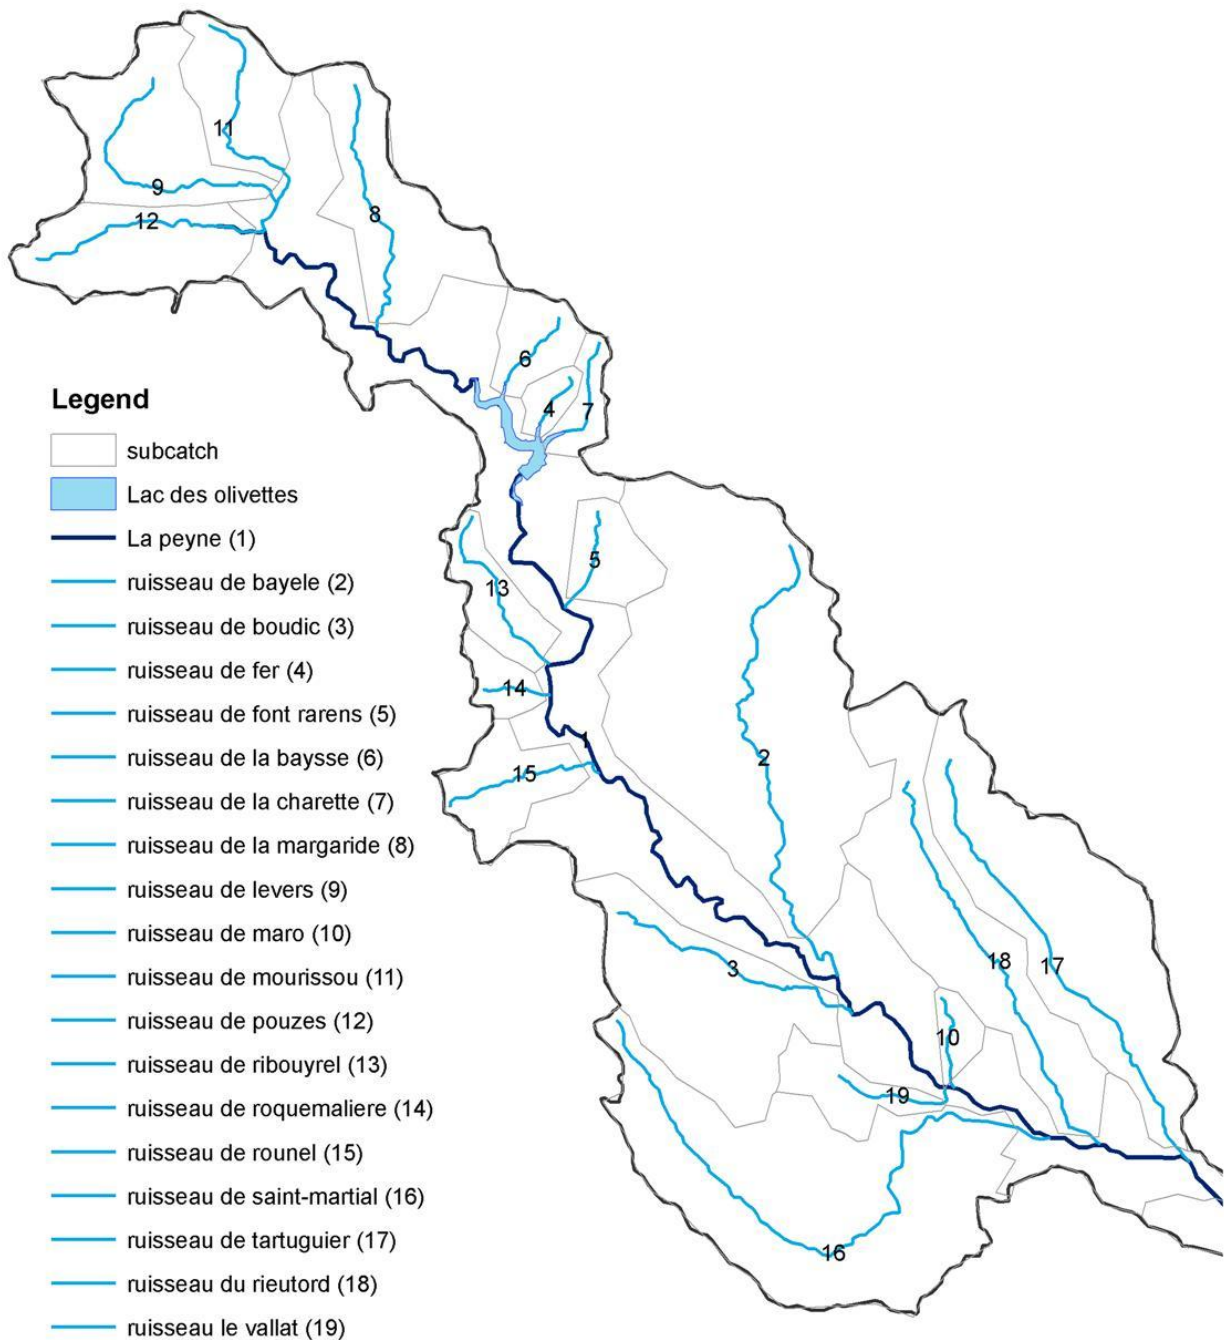 11
9
12
8
6
4
7
Legend
subcatch
Lac des olivettes
La peyne (1)
ruisseau de bayele (2)
ruisseau de boudic (3)
ruisseau de fer (4)
ruisseau de font rarens (5)
ruisseau de la baysse (6)
ruisseau de la charette (7)
ruisseau de la margaride (8)
ruisseau de levers (9)
ruisseau de maro (10)
ruisseau de mourissou (11)
ruisseau de pouzes (12)
ruisseau de ribouyrel (13)
ruisseau de roquemaliere (14)
ruisseau de rounel (15)
ruisseau de saint-martial (16)
ruisseau de tartuguier (17)
ruisseau du rieutord (18)
ruisseau le vallat (19)
5
13
14
1
2
15
3
18
17
10
19
16